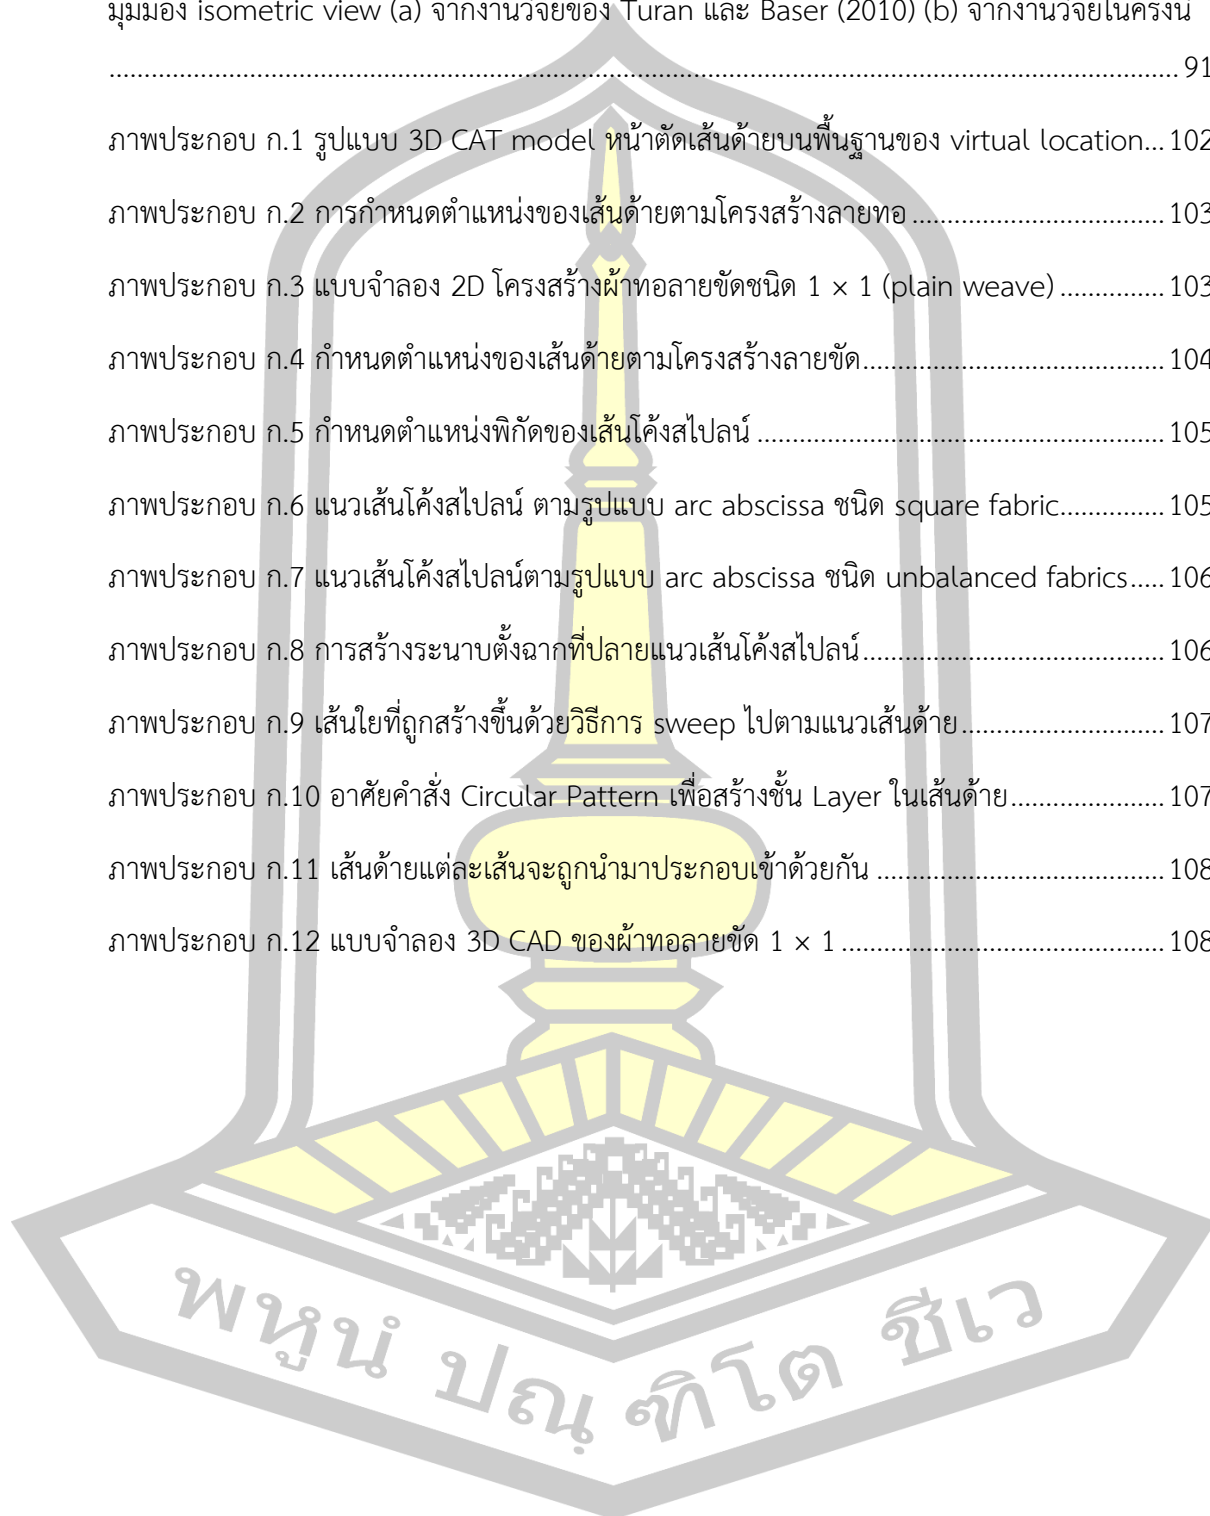 มุมมอง isometric view (a) จากงานวิจัยของ Turan และ Baser (2010) (b) จากงานวิจัยในครั้งนี้
........................................................................................................................................................ 91
ภาพประกอบ ก.1 รูปแบบ 3D CAT model หน้าตัดเส้นด้ายบนพื้นฐานของ virtual location... 102
ภาพประกอบ ก.2 การกำหนดตำแหน่งของเส้นด้ายตามโครงสร้างลายทอ .................................... 103
ภาพประกอบ ก.3 แบบจำลอง 2D โครงสร้างผ้าทอลายขัดชนิด 1 × 1 (plain weave) ............... 103
ภาพประกอบ ก.4 กำหนดตำแหน่งของเส้นด้ายตามโครงสร้างลายขัด........................................... 104
ภาพประกอบ ก.5 กำหนดตำแหน่งพิกัดของเส้นโค้งสไปลน์ .......................................................... 105
ภาพประกอบ ก.6 แนวเส้นโค้งสไปลน์ ตามรูปแบบ arc abscissa ชนิด square fabric............... 105
ภาพประกอบ ก.7 แนวเส้นโค้งสไปลน์ตามรูปแบบ arc abscissa ชนิด unbalanced fabrics..... 106
ภาพประกอบ ก.8 การสร้างระนาบตั้งฉากที่ปลายแนวเส้นโค้งสไปลน์........................................... 106
ภาพประกอบ ก.9 เส้นใยที่ถูกสร้างขึ้นด้วยวิธีการ sweep ไปตามแนวเส้นด้าย............................. 107
ภาพประกอบ ก.10 อาศัยคำสั่ง Circular Pattern เพื่อสร้างชั้น Layer ในเส้นด้าย...................... 107
ภาพประกอบ ก.11 เส้นด้ายแต่ละเส้นจะถูกนำมาประกอบเข้าด้วยกัน ......................................... 108
ภาพประกอบ ก.12 แบบจำลอง 3D CAD ของผ้าทอลายขัด 1 × 1 .............................................. 108
พหูนํ ปณฺฑิโต ชีเว